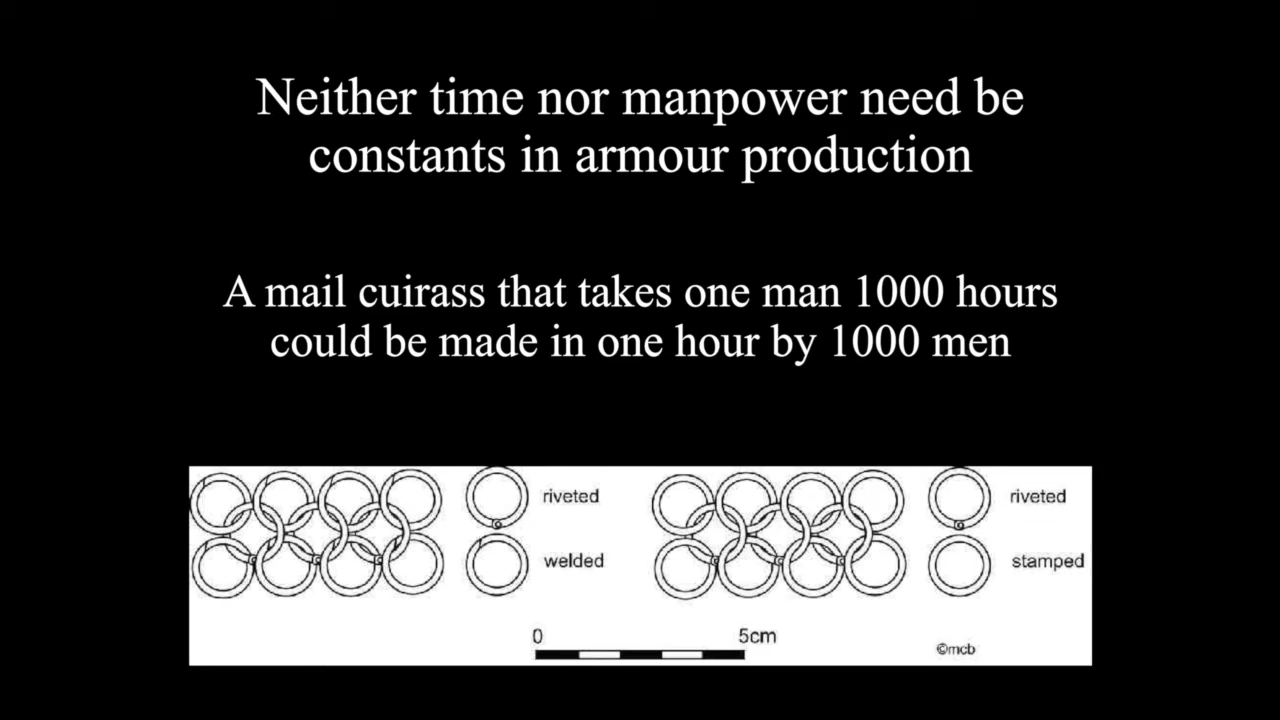 Neither time nor manpower need be
constants in armour production
A mail cuirass that takes one man 1000 hours
could be made in one hour by 1000 men
riveted
welded
riveted
stamped
0 5cm
©mcb